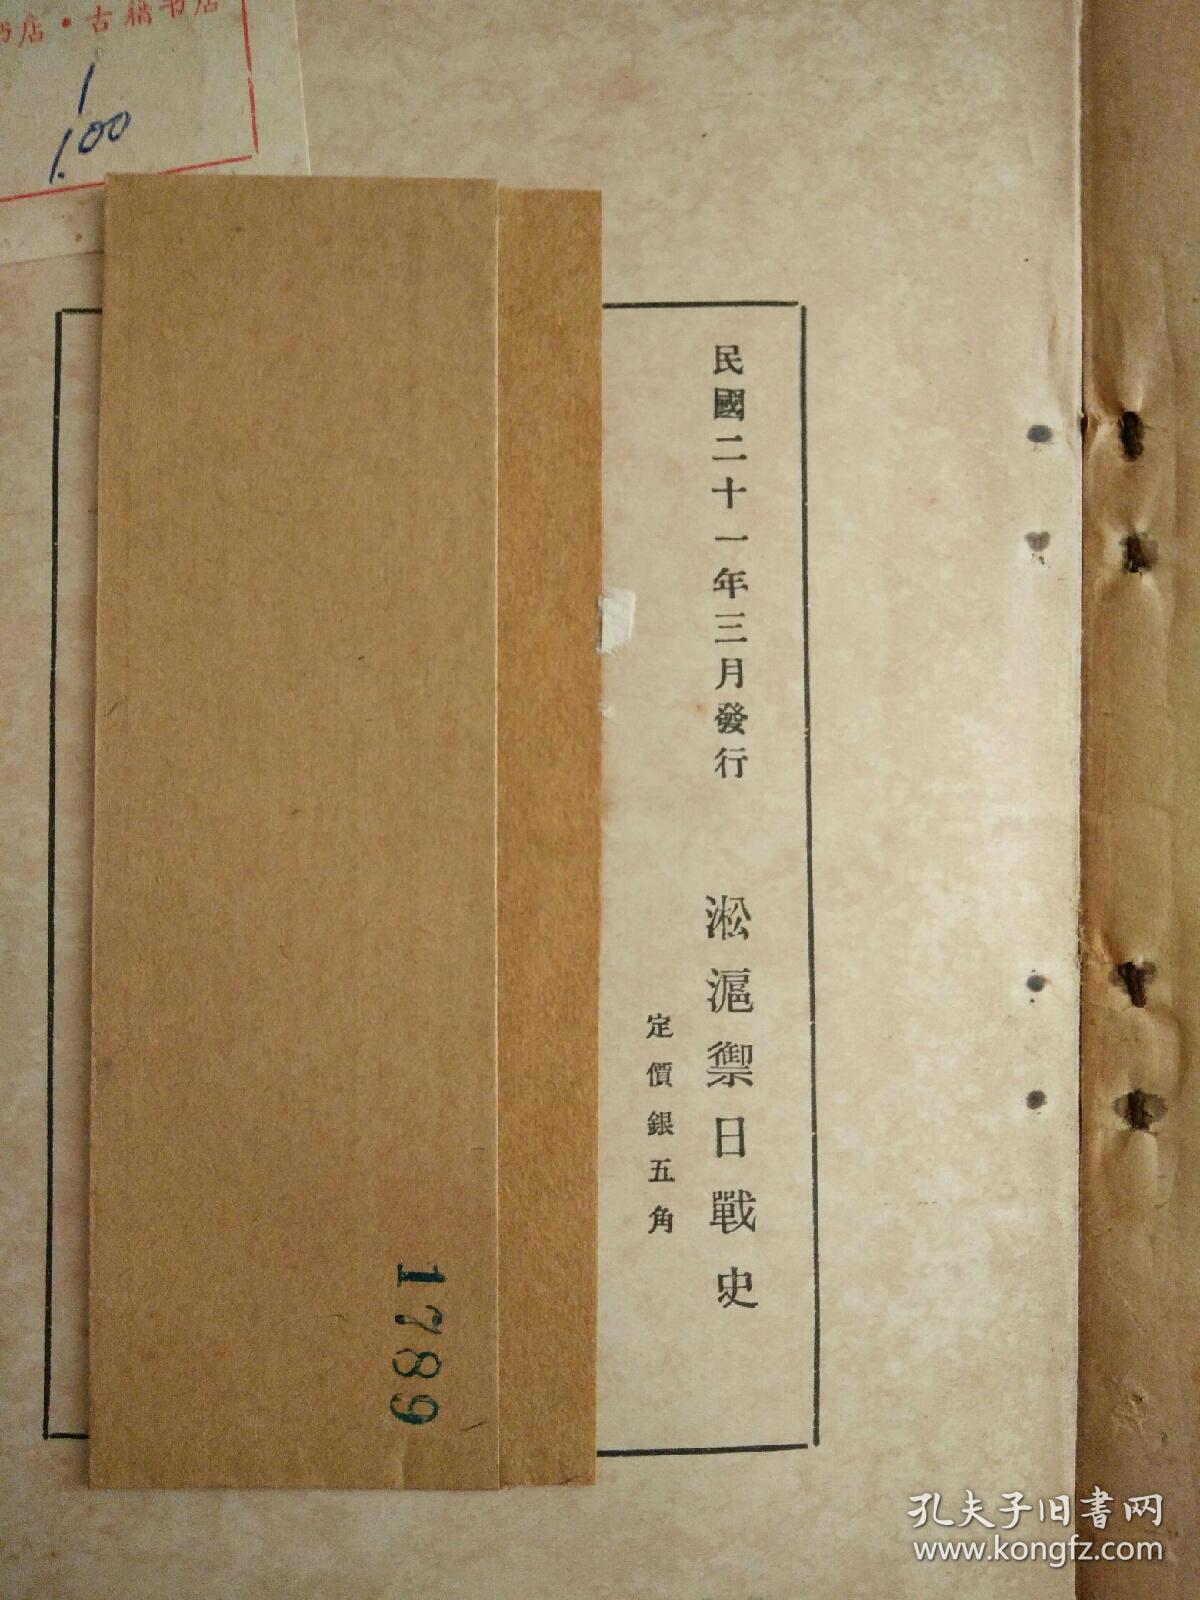 书店·古籍书店
1
1.00
民國二十一年三月發行
淞滬禦日戰史
定價銀五角
1789
孔夫子旧書网
www.kongfz.com